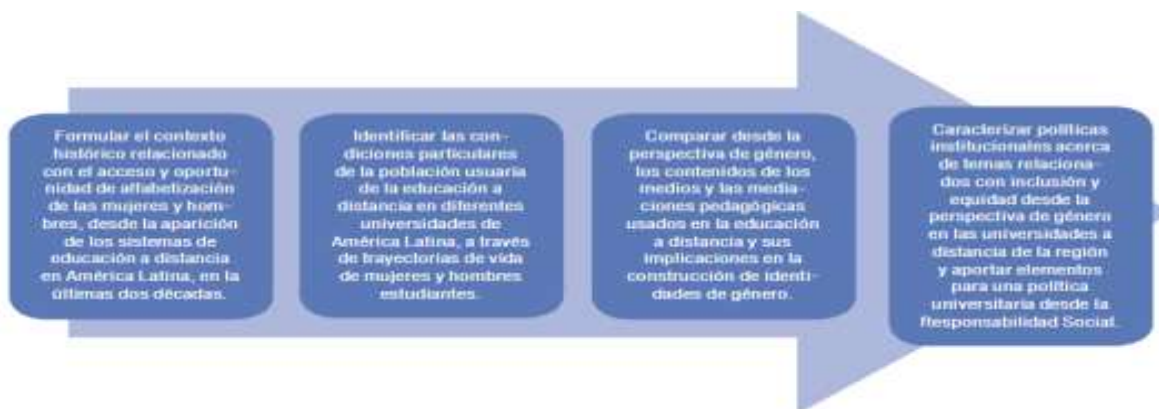 Formular el contexto
histórico relacionado
con el acceso y oportu-
nidad de alfabetización
de las mujeres y hom-
bres, desde la aparición
de los sistemas de
educación a distancia
en América Latina, en la
últimas dos décadas.
Identificar las con-
diciones particulares
de la población usuaria
de la educación a
distancia en diferentes
universidades de
América Latina, a través
de trayectorias de vida
de mujeres y hombres
estudiantes.
Comparar desde la
perspectiva de género,
los contenidos de los
medios y las media-
ciones pedagógicas
usados en la educación
a distancia y sus
implicaciones en la
construcción de identi-
dades de género.
Caracterizar políticas
institucionales acerca
de temas relaciona-
dos con inclusión y
equidad desde la
perspectiva de género
en las universidades a
distancia de la región
y aportar elementos
para una política
universitaria desde la
Responsabilidad Social.